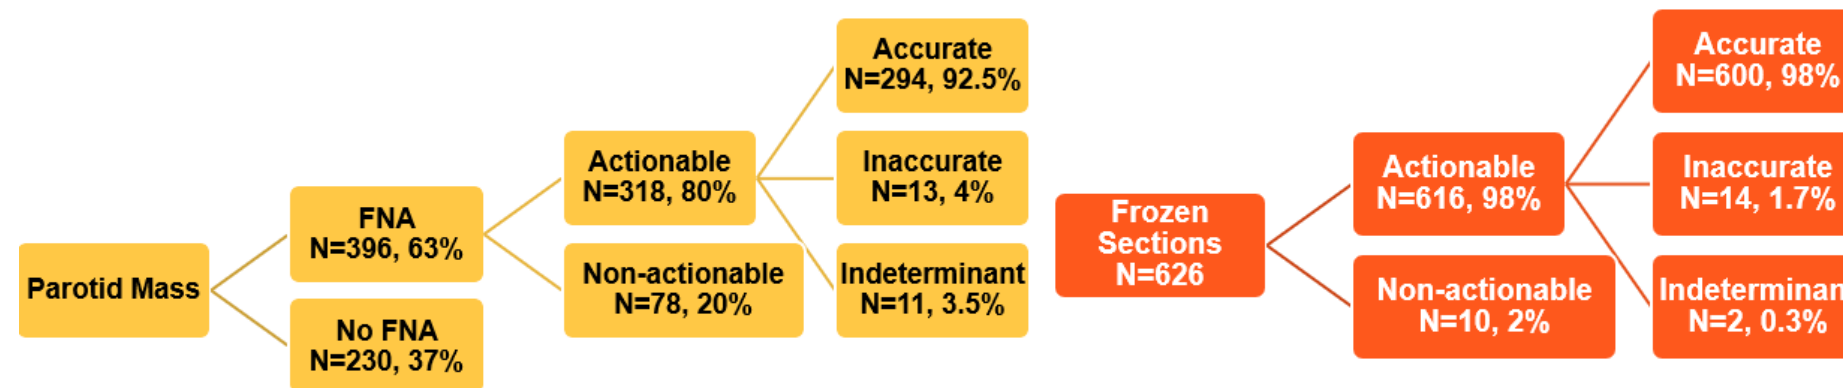 Parotid Mass
FNA
N=396, 63%
No FNA
N=230, 37%
Actionable
N=318, 80%
Non-actionable
N=78, 20%
Accurate
N=294, 92.5%
Inaccurate
N=13, 4%
Indeterminant
N=11, 3.5%
Frozen
Sections
N=626
Actionable
N=616, 98%
Non-actionable
N=10, 2%
Accurate
N=600, 98%
Inaccurate
N=14, 1.7%
Indeterminan
N=2, 0.3%